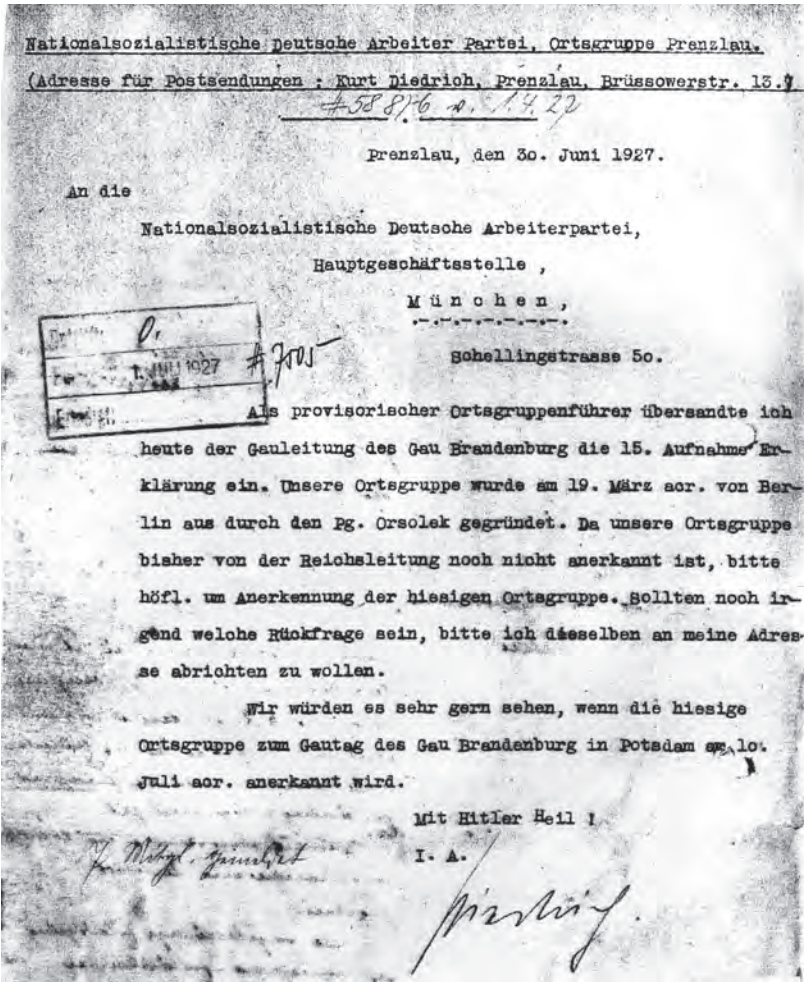 Nationalsozialistische Deutsche Arbeiter Partei, Ortsgruppe Prenzlau.
(Adresse für Postsendungen : Kurt Diedrich, Prenzlau, Brüssowerstr. 13.
Prenzlau, den 3o. Juni 1927.
An die
Nationalsozialistische Deutsche Arbeiterpartei,
Hauptgeschäftsstelle ,
M ü n c h e n ,
Schellingstrasse 5o.
1. JULI 1927
Als provisorischer Ortsgruppenführer übersandte ich
heute der Gauleitung des Gau Brandenburg die 15. Aufnahme Er-
klärung ein. Unsere Ortsgruppe wurde am 19. März acr. von Ber-
lin aus durch den Pg. Orsolek gegründet. Da unsere Ortsgruppe
bisher von der Reichsleitung noch nicht anerkannt ist, bitte
höfl. um Anerkennung der hiesigen Ortsgruppe. Sollten noch ir-
gend welche Rückfrage sein, bitte ich dieselben an meine Adres-
se abrichten zu wollen.
Wir würden es sehr gern sehen, wenn die hiesige
Ortsgruppe zum Gautag des Gau Brandenburg in Potsdam am 1o.
Juli acr. anerkannt wird.
Mit Hitler Heil !
I. A.
Diedrich.